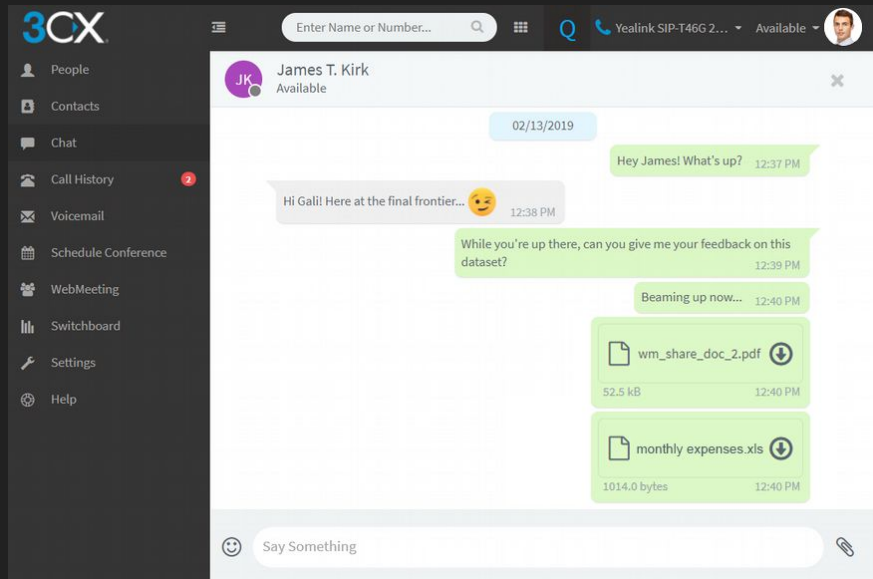 3CX
Enter Name or Number...
Q
Yealink SIP-T46G 2...
Available
People
Contacts
Chat
Call History 2
Voicemail
Schedule Conference
WebMeeting
Switchboard
Settings
Help
JK
James T. Kirk
Available
02/13/2019
Hey James! What's up? 12:37 PM
Hi Gali! Here at the final frontier...
12:38 PM
While you're up there, can you give me your feedback on this
dataset?
12:39 PM
Beaming up now... 12:40 PM
wm_share_doc_2.pdf
52.5 kB 12:40 PM
monthly expenses.xls
1014.0 bytes 12:40 PM
Say Something